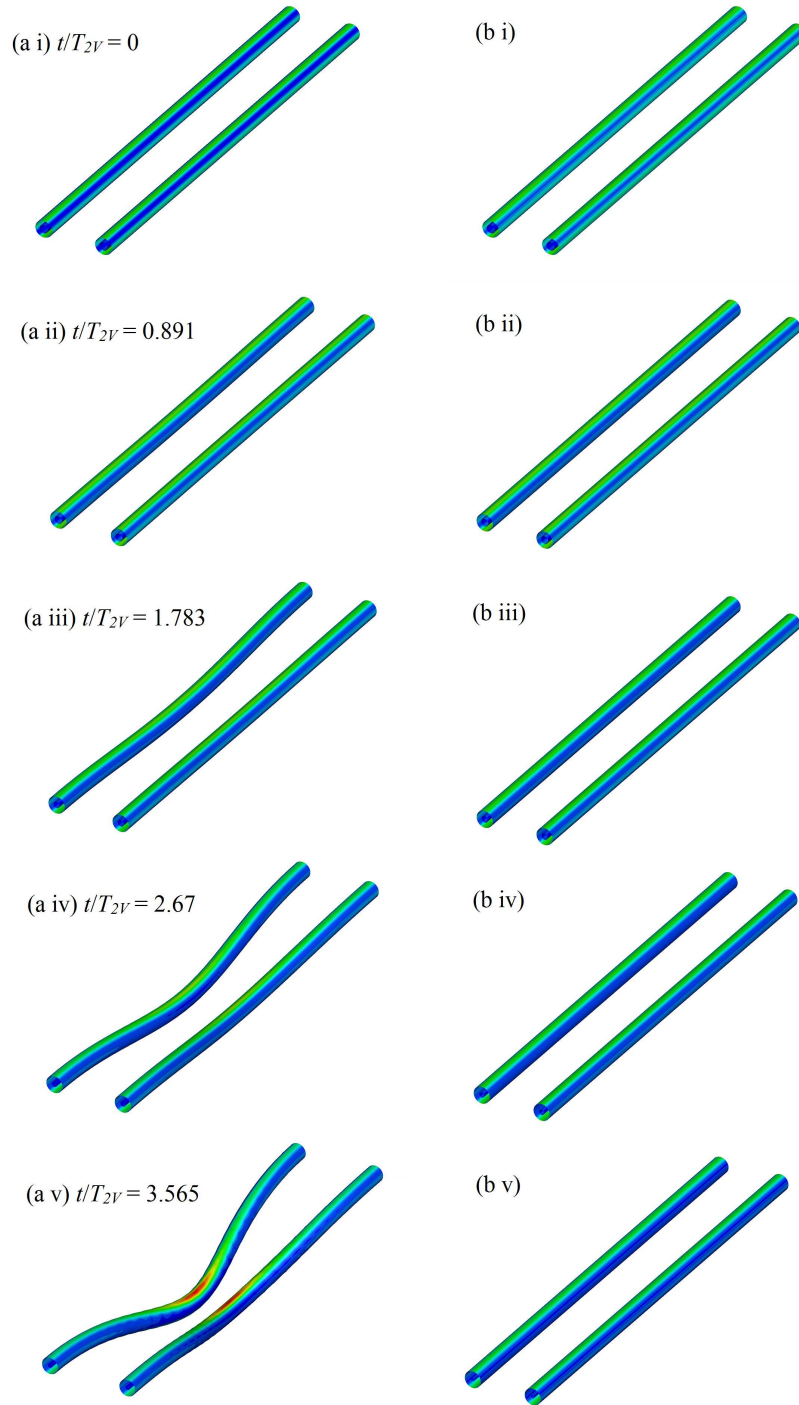 (a i) t/T2V = 0
(b i)
(a ii) t/T2V = 0.891
(b ii)
(a iii) t/T2V = 1.783
(b iii)
(a iv) t/T2V = 2.67
(b iv)
(a v) t/T2V = 3.565
(b v)